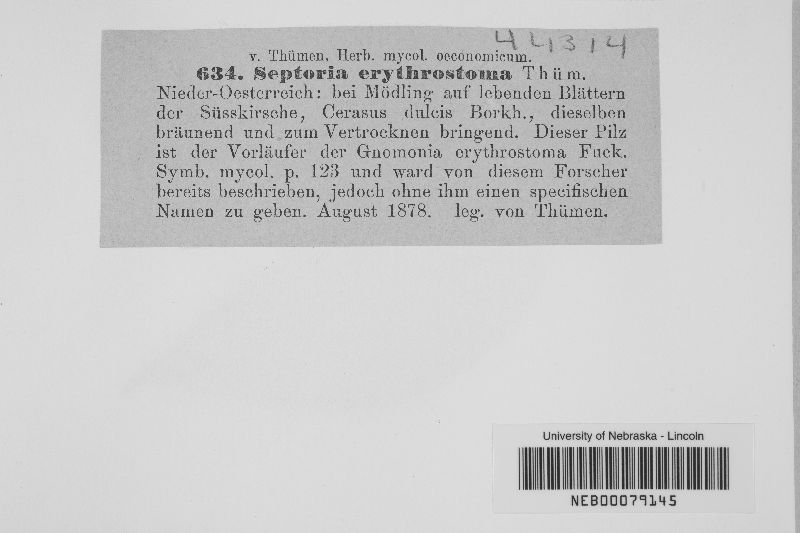 44314
v. Thümen, Herb. mycol. oeconomicum.
634. Septoria erythrostoma Thüm.
Nieder-Oesterreich: bei Mödling auf lebenden Blättern
der Süsskirsche, Cerasus dulcis Borkh., dieselben
bräunend und zum Vertrocknen bringend. Dieser Pilz
ist der Vorläufer der Gnomonia erythrostoma Fuck.
Symb. mycol. p. 123 und ward von diesem Forscher
bereits beschrieben, jedoch ohne ihm einen specifischen
Namen zu geben. August 1878. leg. von Thümen.
University of Nebraska - Lincoln
NEB00079145